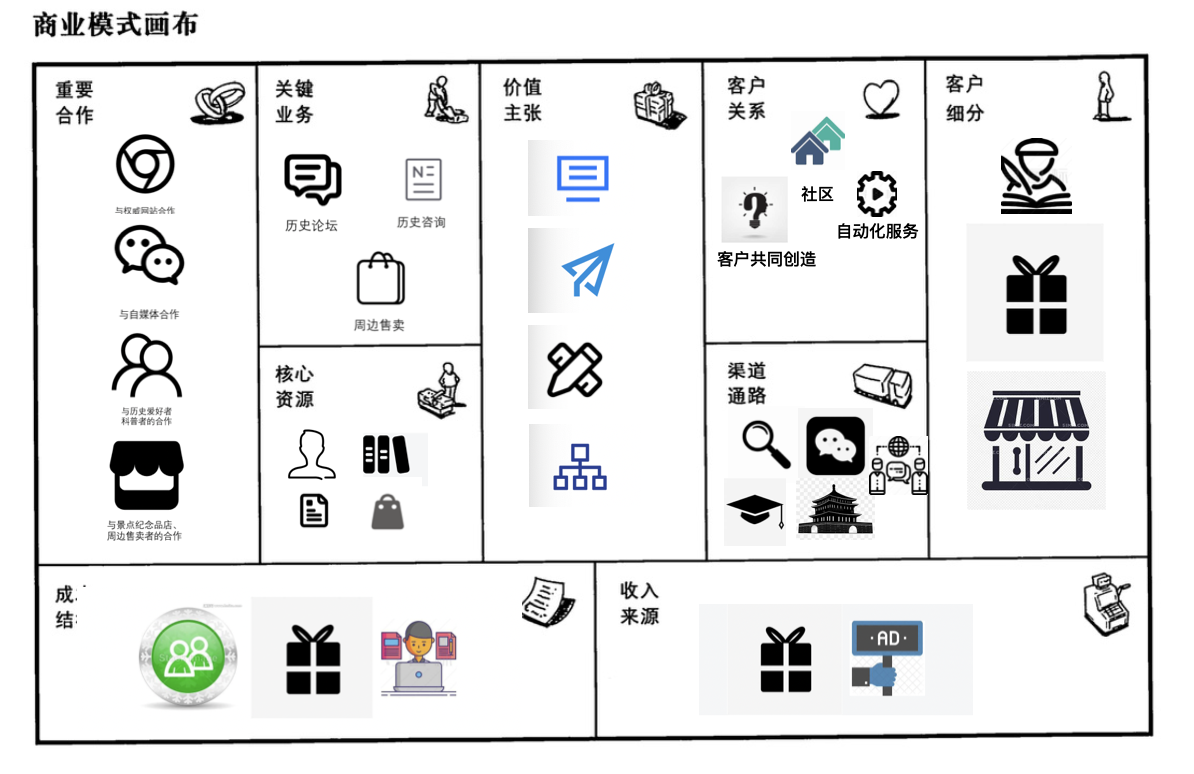 商业模式画布
重要
合作
与权威网站合作
与自媒体合作
与历史爱好者
科普者的合作
与景点纪念品店、
周边售卖者的合作
关键
业务
历史论坛
NE
历史咨询
周边售卖
核心
资源
价值
主张
客户
关系
社区
自动化服务
客户共同创造
渠道
通路
客户
细分
成
结
收入
来源
·AD·